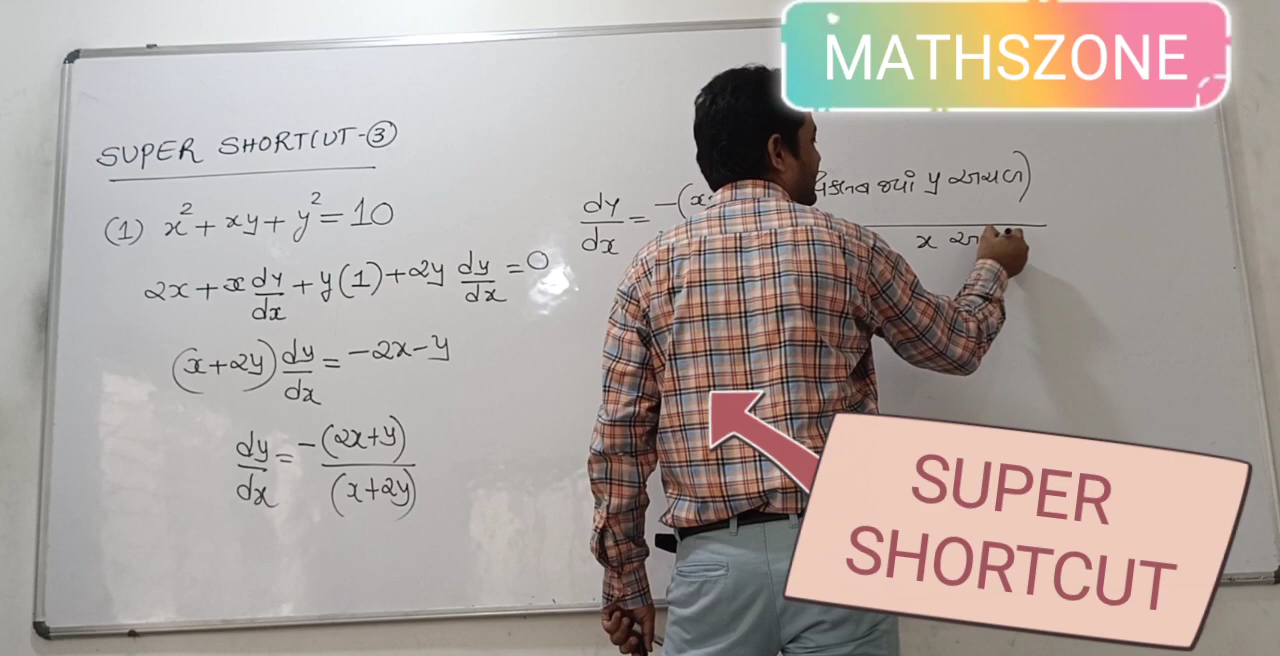 MATHSZONE
SUPER SHORTCUT-③
(1) x² + xy + y² = 10
2x + x dy/dx + y(1) + 2y dy/dx = 0
(x+2y) dy/dx = -2x-y
dy/dx = -(2x+y)/(x+2y)
dy/dx = -(x
જ્યાં y અચળ)
x
SUPER
SHORTCUT